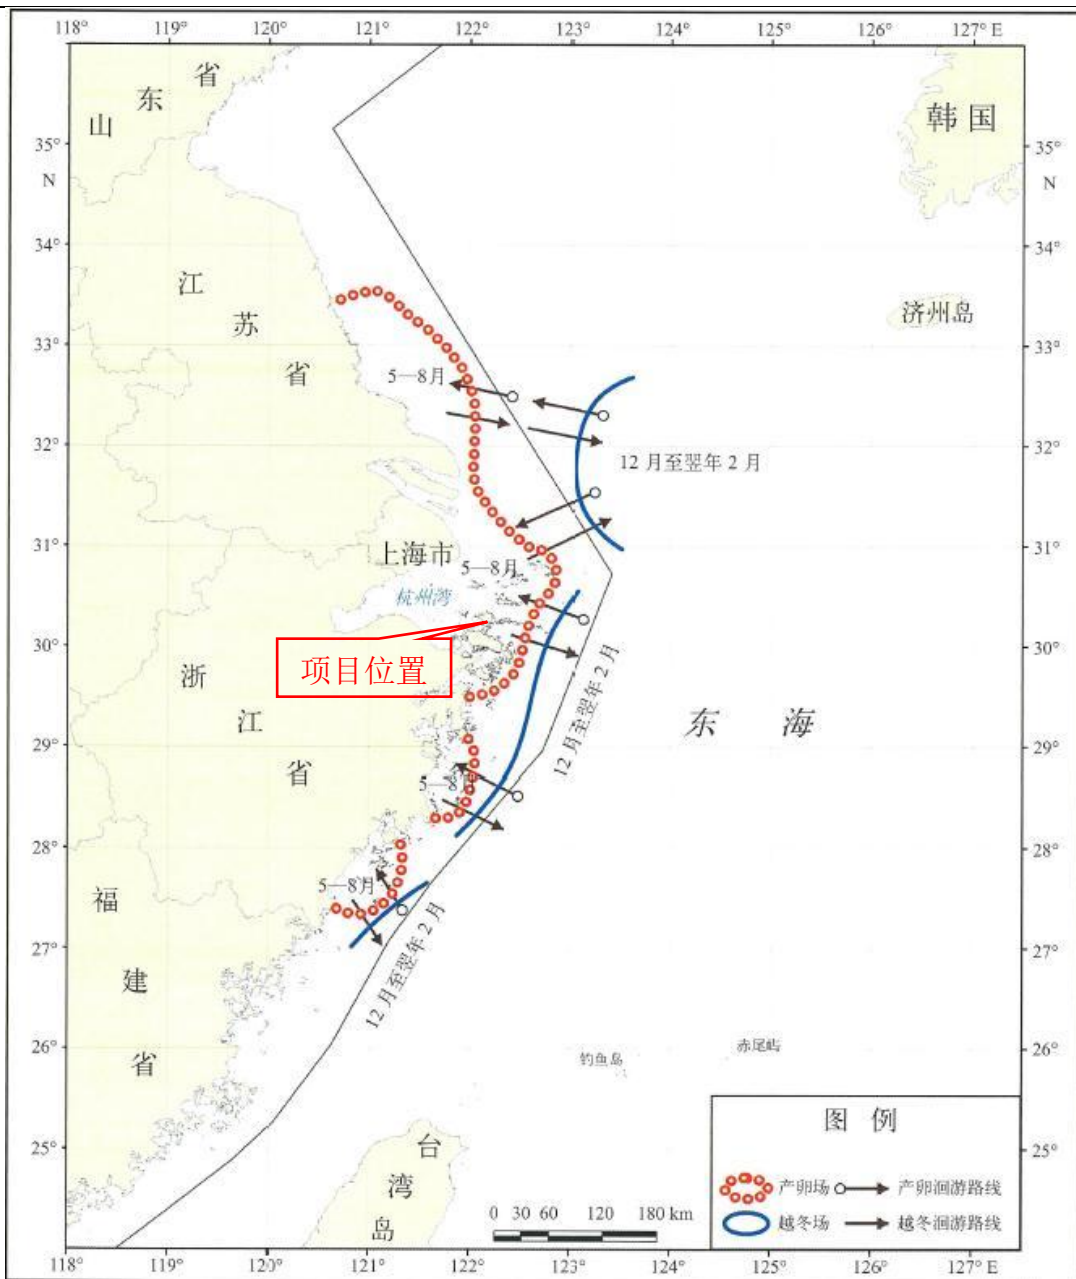 118° 119° 120° 121° 122° 123° 124° 125° 126° 127° E
山 东 省
韩 国
35° 35°
N N
34° 34°
江 苏 省
济州岛
33° 33°
5—8月
32° 32°
12 月至翌年 2 月
31° 31°
上海市
5—8月
杭州湾
30° 30°
项目位置
12 月至翌年 2 月
浙 江 省
东 海
29° 29°
5—8月
28° 28°
5—8月
福 建 省
27° 27°
12 月至翌年 2 月
26° 26°
钓鱼岛
赤尾屿
25° 25°
台 湾 岛
图 例
产卵场 产卵洄游路线
越冬场 越冬洄游路线
0 30 60 120 180 km
118° 119° 120° 121° 122° 123° 124° 125° 126° 127°